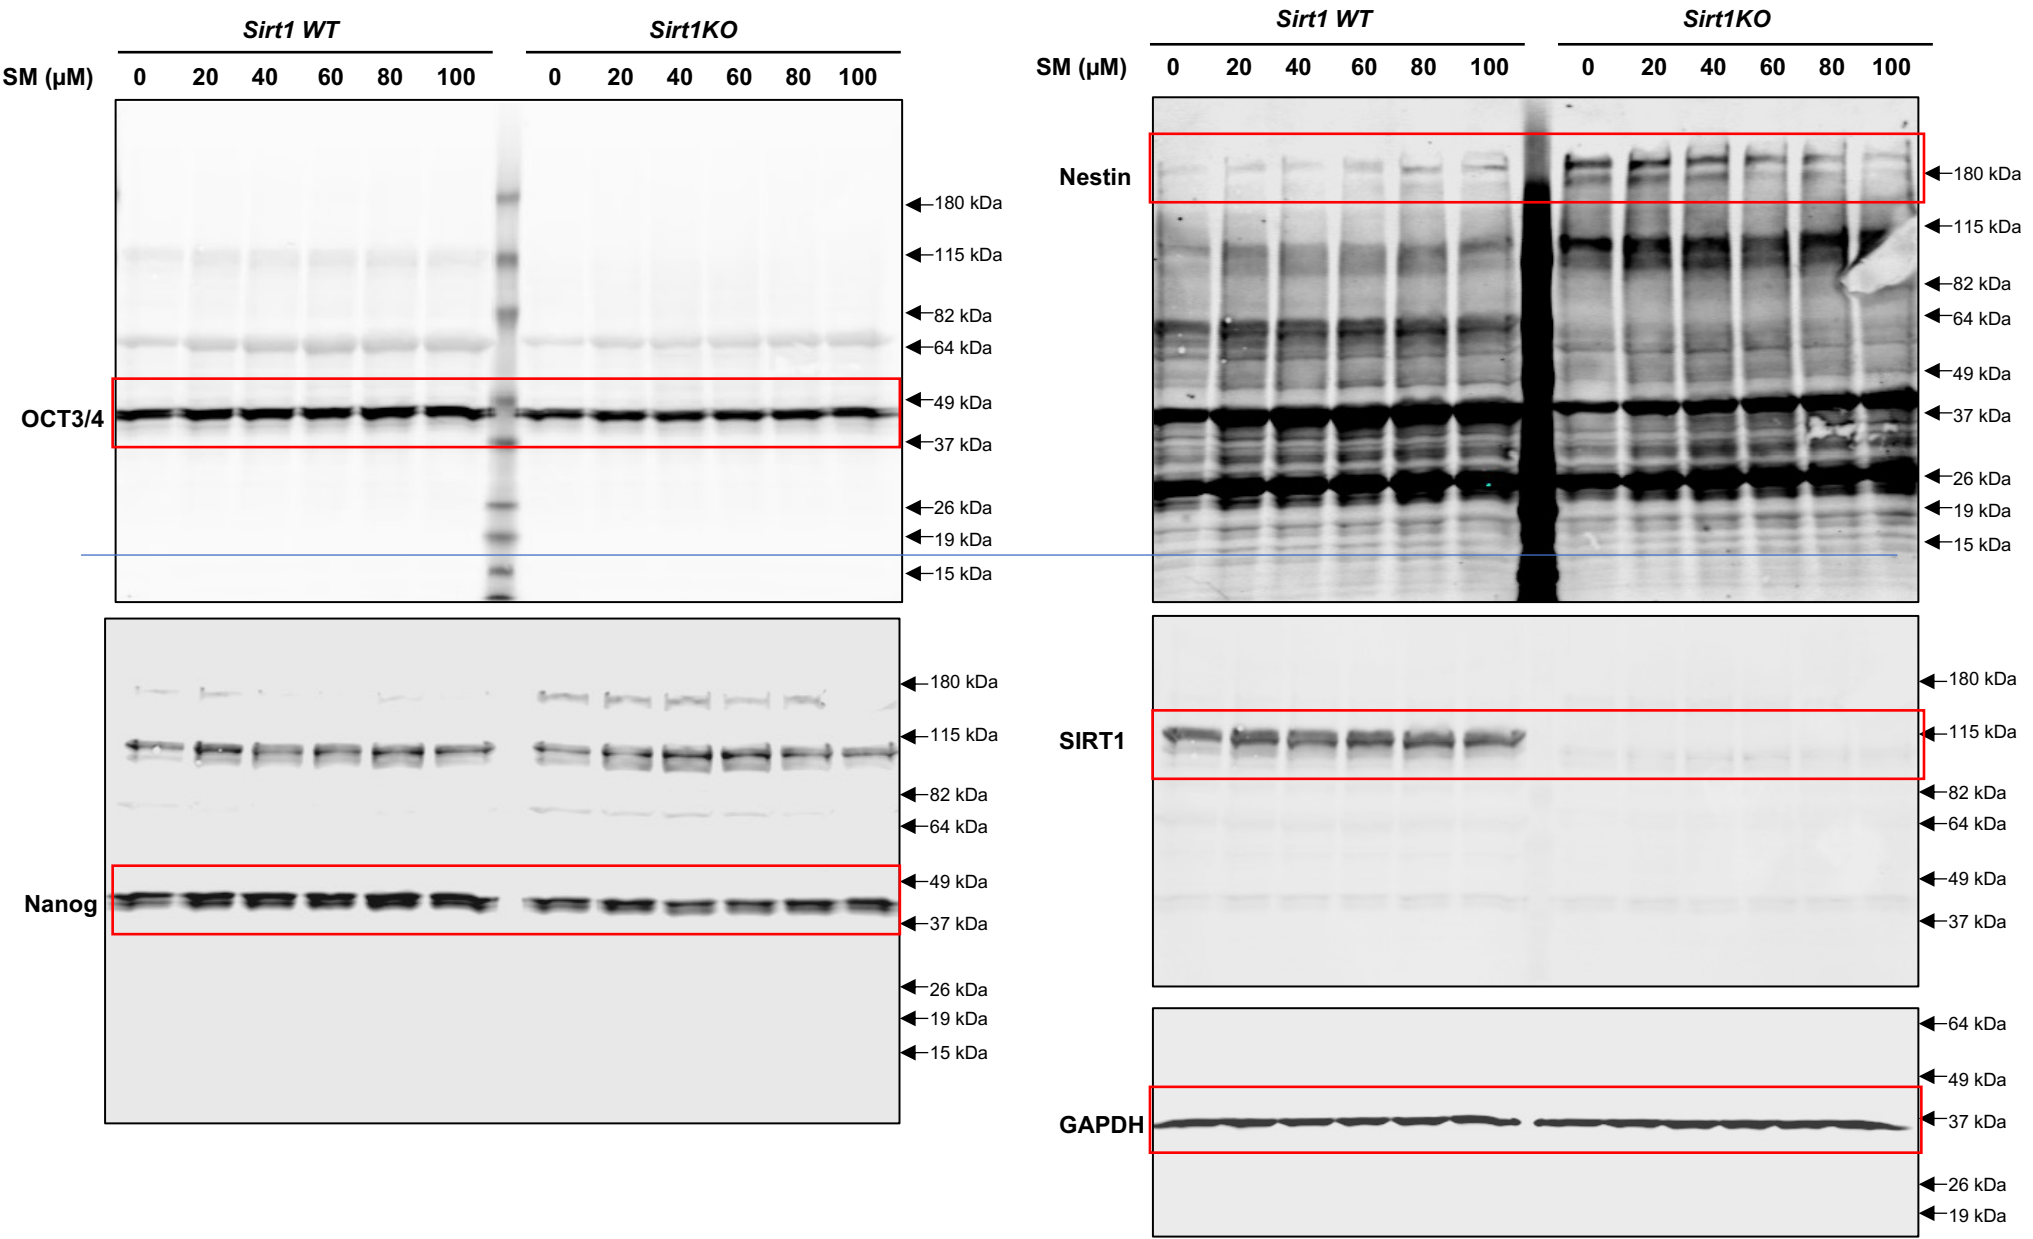 Sirt1 WT Sirt1KO
SM (µM) 0 20 40 60 80 100 0 20 40 60 80 100
180 kDa
115 kDa
82 kDa
64 kDa
OCT3/4
49 kDa
37 kDa
26 kDa
19 kDa
15 kDa
180 kDa
115 kDa
82 kDa
64 kDa
Nanog
49 kDa
37 kDa
26 kDa
19 kDa
15 kDa
Sirt1 WT Sirt1KO
SM (µM) 0 20 40 60 80 100 0 20 40 60 80 100
Nestin
180 kDa
115 kDa
82 kDa
64 kDa
49 kDa
37 kDa
26 kDa
19 kDa
15 kDa
180 kDa
SIRT1
115 kDa
82 kDa
64 kDa
49 kDa
37 kDa
64 kDa
49 kDa
GAPDH
37 kDa
26 kDa
19 kDa